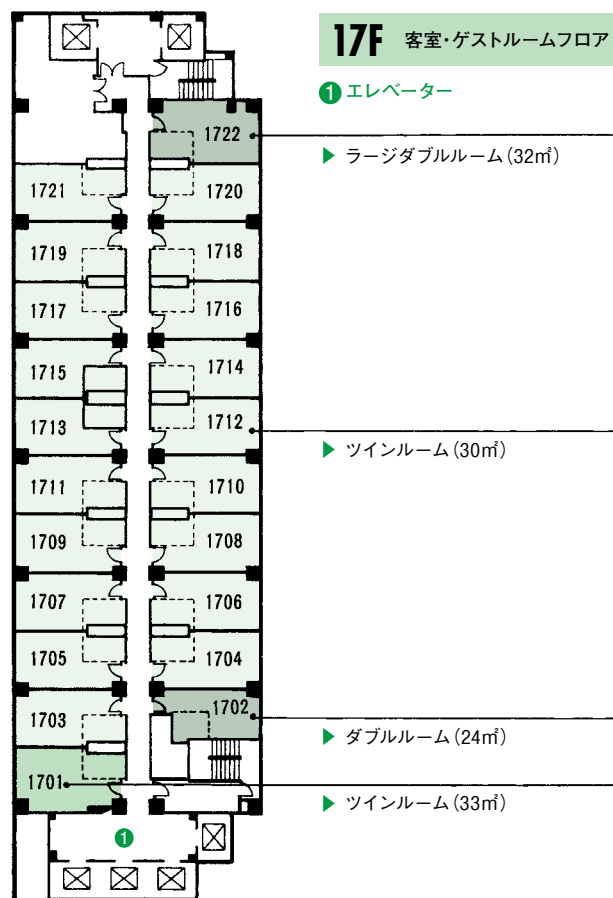 17F 客室・ゲストルームフロア
❶ エレベーター
1722
▶ ラージダブルルーム(32㎡)
1721 1720
1719 1718
1717 1716
1715 1714
1713 1712
▶ ツインルーム(30㎡)
1711 1710
1709 1708
1707 1706
1705 1704
1703 1702
▶ ダブルルーム(24㎡)
1701
▶ ツインルーム(33㎡)
❶